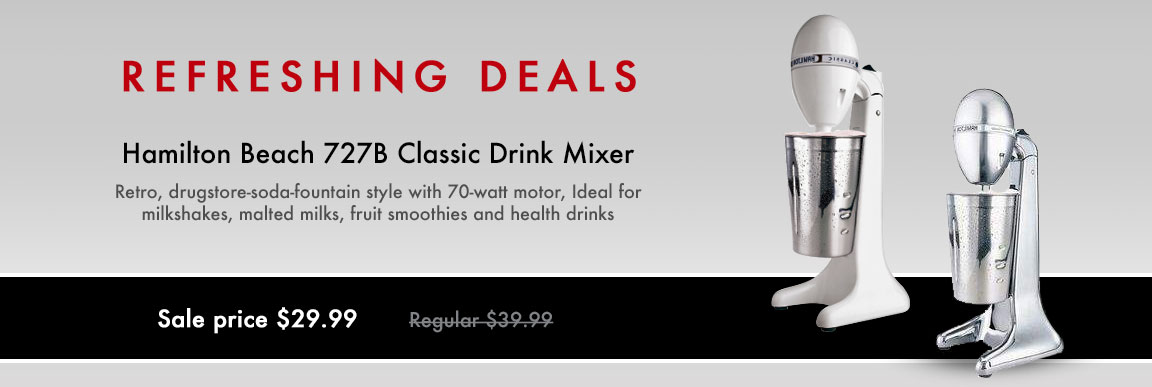 REFRESHING DEALS
Hamilton Beach 727B Classic Drink Mixer
Retro, drugstore-soda-fountain style with 70-watt motor, Ideal for
milkshakes, malted milks, fruit smoothies and health drinks
Sale price $29.99 Regular $39.99